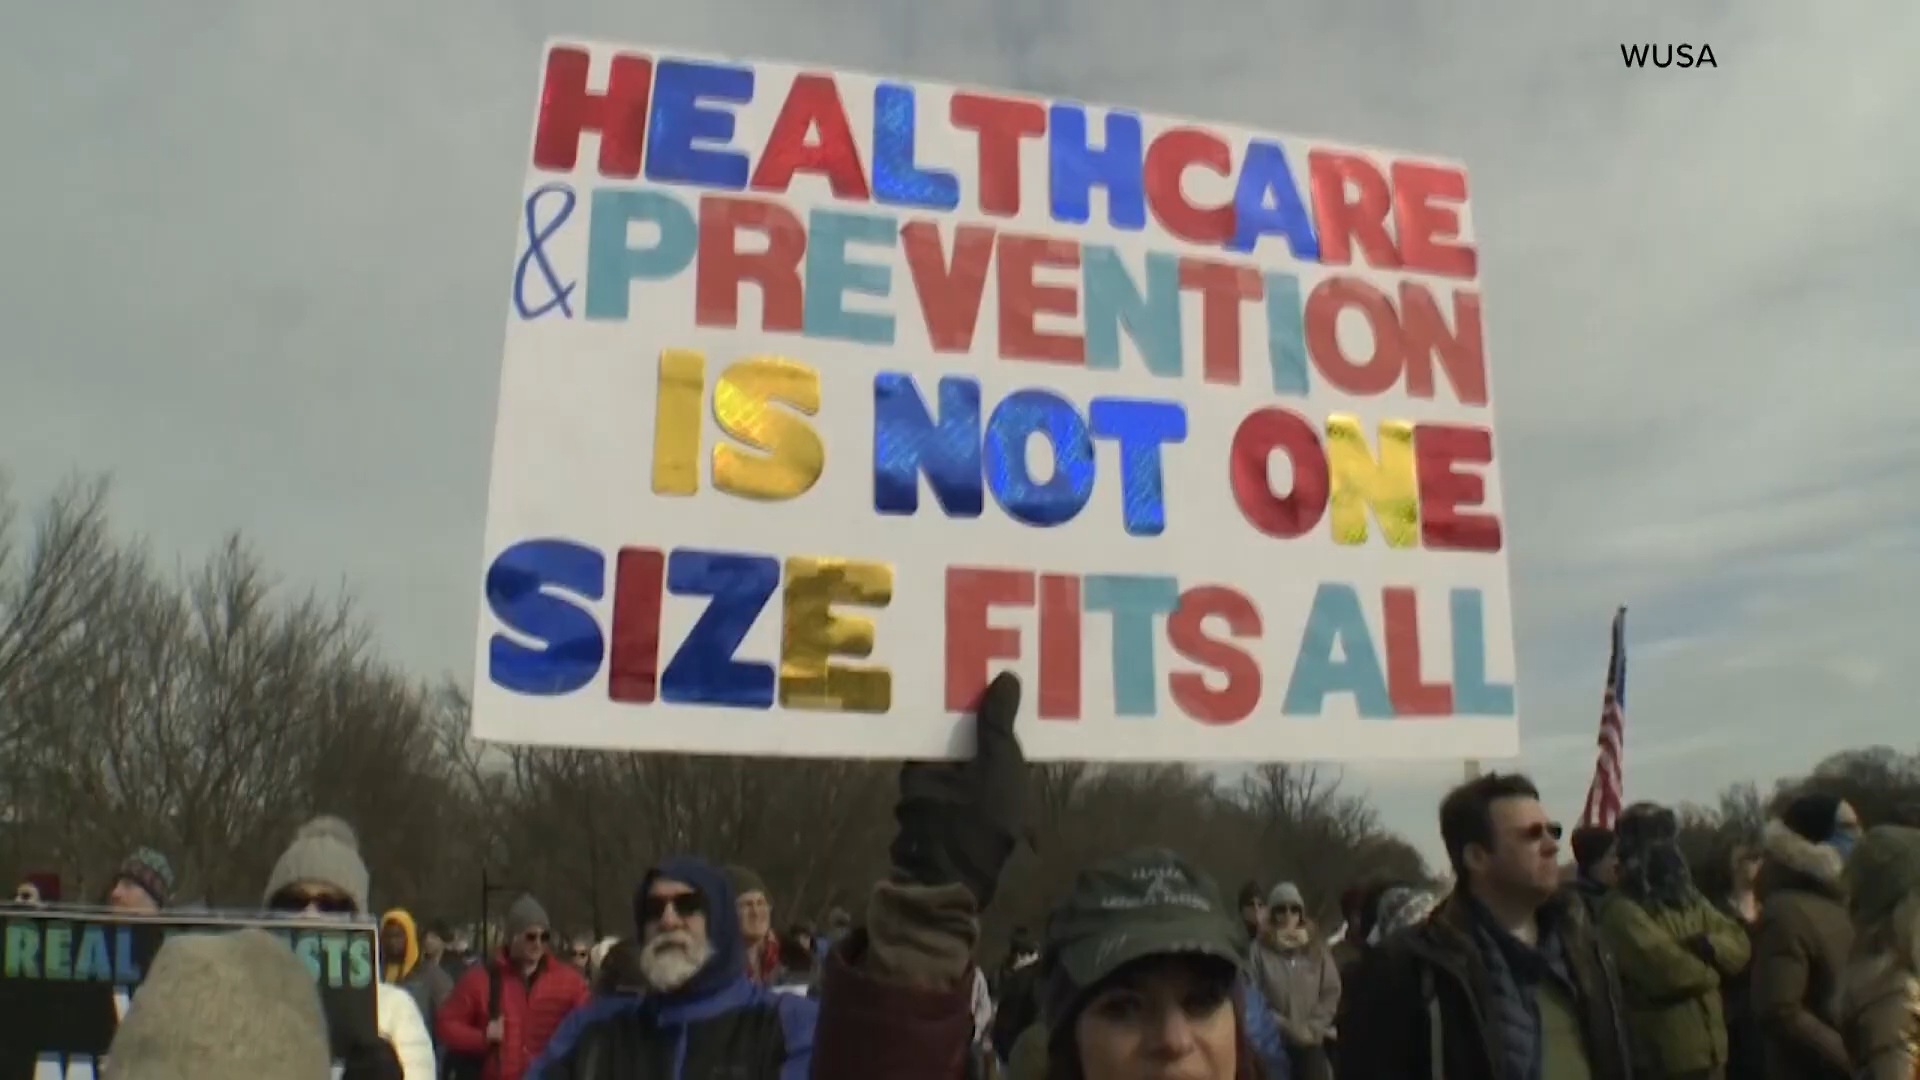 WUSA
HEALTHCARE
& PREVENTION
IS NOT ONE
SIZE FITS ALL
REAL